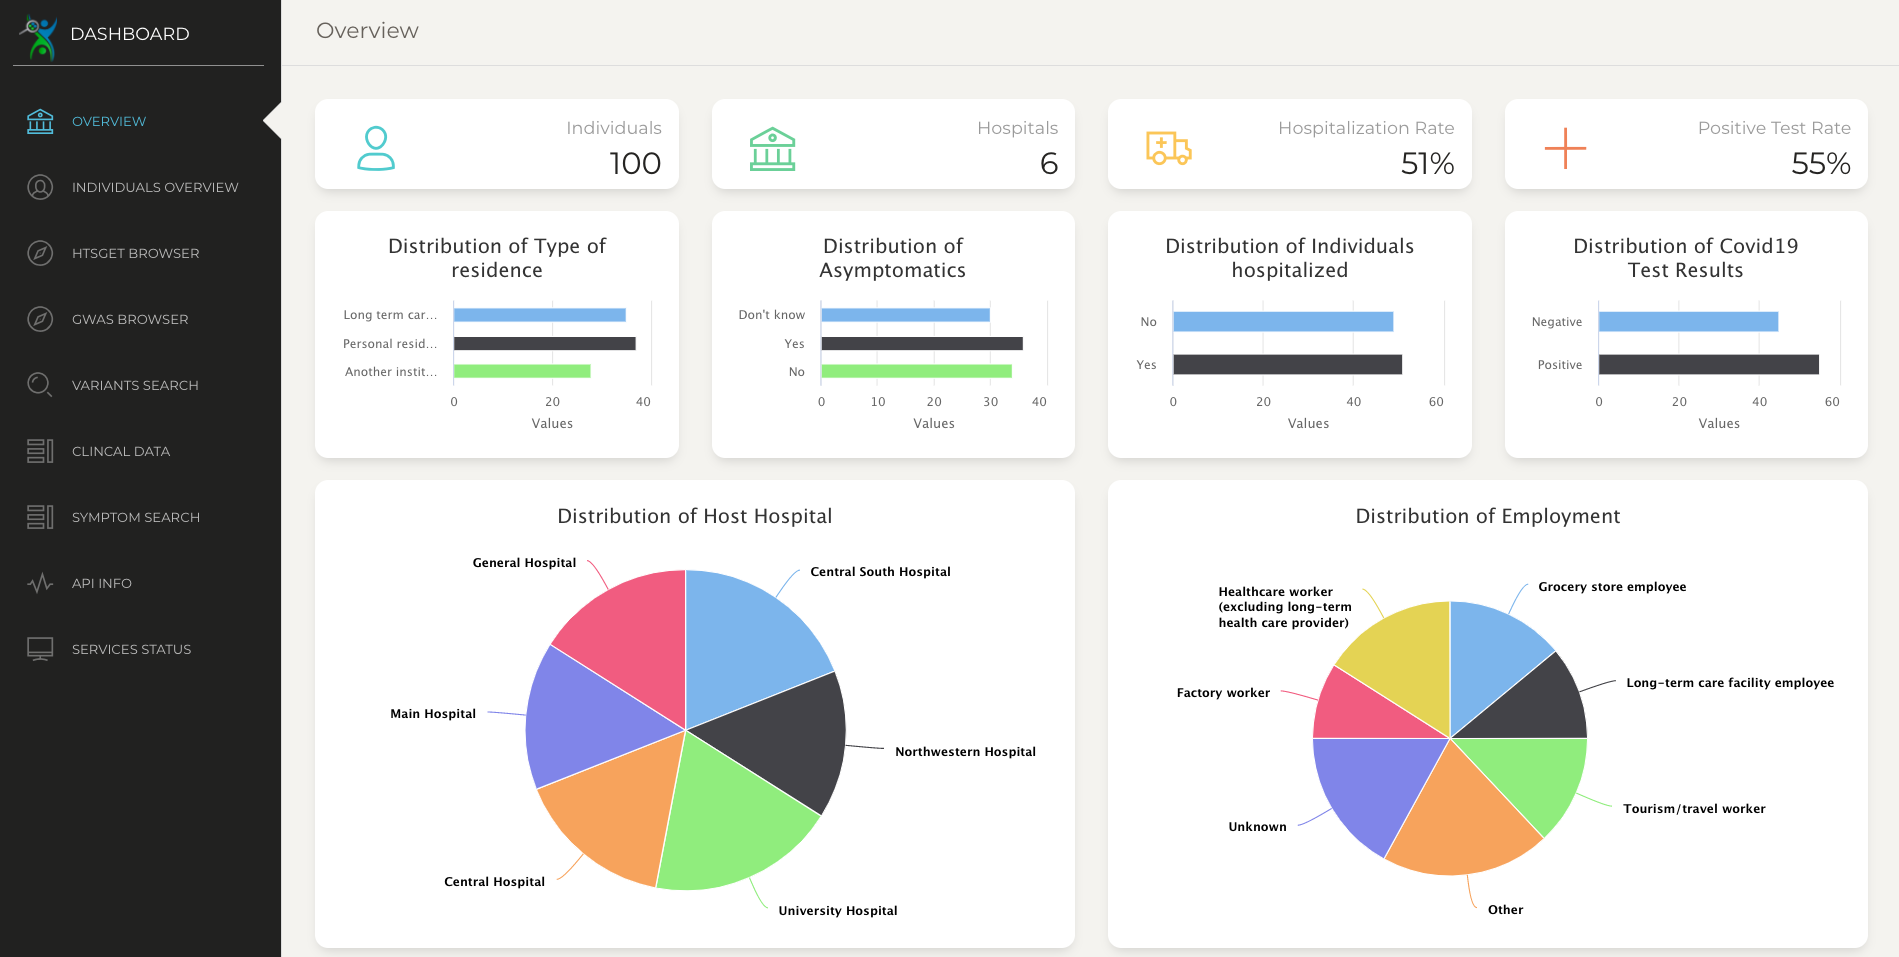 DASHBOARD
OVERVIEW
INDIVIDUALS OVERVIEW
HTSGET BROWSER
GWAS BROWSER
VARIANTS SEARCH
CLINCAL DATA
SYMPTOM SEARCH
API INFO
SERVICES STATUS
Overview
Individuals
100
Hospitals
6
Hospitalization Rate
51%
Positive Test Rate
55%
Distribution of Type of
residence
Long term car...
Personal resid...
Another instit...
0 20 40
Values
Distribution of
Asymptomatics
Don't know
Yes
No
0 10 20 30 40
Values
Distribution of Individuals
hospitalized
No
Yes
0 20 40 60
Values
Distribution of Covid19
Test Results
Negative
Positive
0 20 40 60
Values
Distribution of Host Hospital
General Hospital
Central South Hospital
Main Hospital
Northwestern Hospital
Central Hospital
University Hospital
Distribution of Employment
Grocery store employee
Healthcare worker
(excluding long-term
health care provider)
Long-term care facility employee
Factory worker
Tourism/travel worker
Unknown
Other